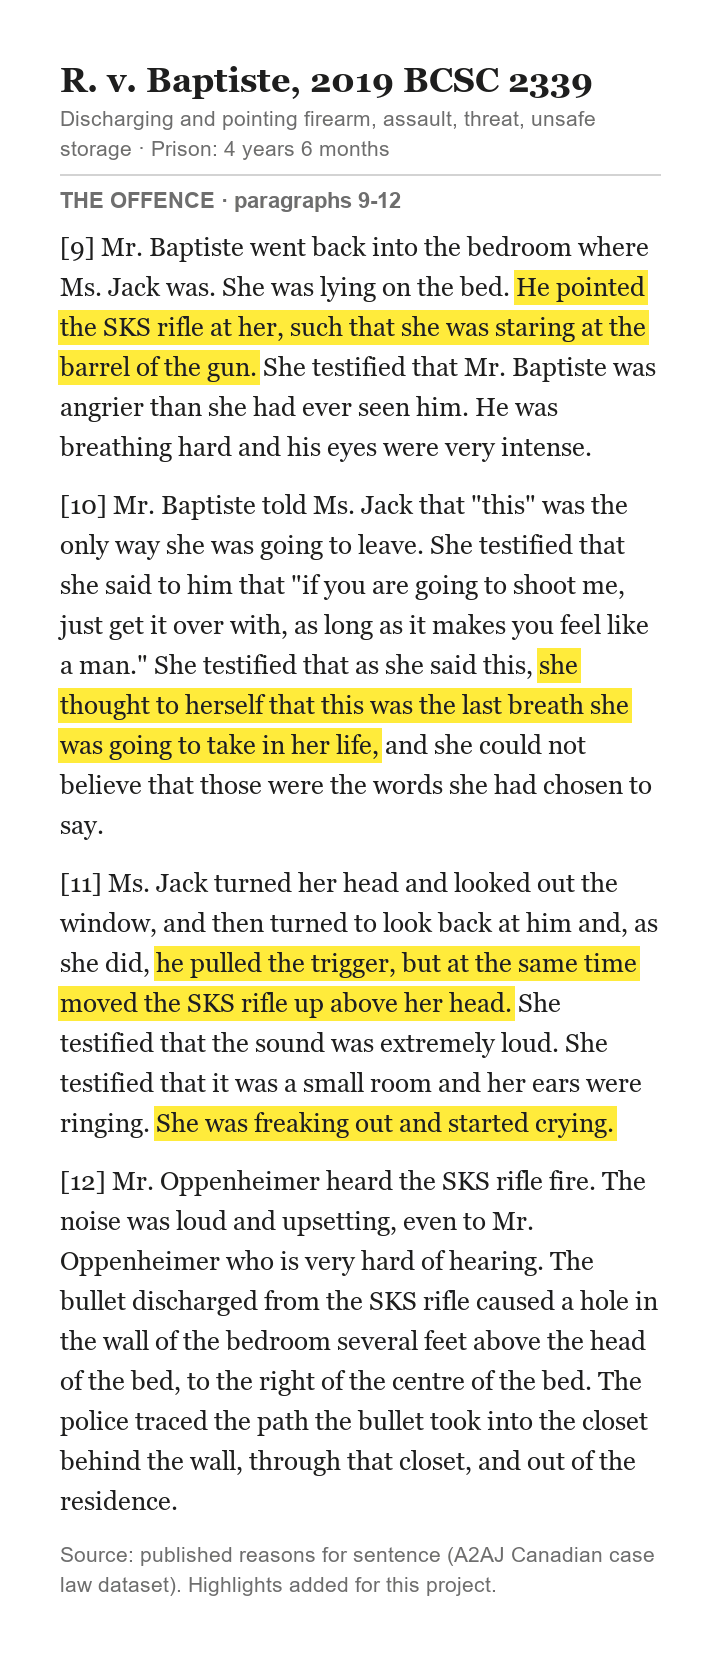 R. v. Baptiste, 2019 BCSC 2339
Discharging and pointing firearm, assault, threat, unsafe
storage · Prison: 4 years 6 months
THE OFFENCE · paragraphs 9-12
[9] Mr. Baptiste went back into the bedroom where
Ms. Jack was. She was lying on the bed. He pointed
the SKS rifle at her, such that she was staring at the
barrel of the gun. She testified that Mr. Baptiste was
angrier than she had ever seen him. He was
breathing hard and his eyes were very intense.
[10] Mr. Baptiste told Ms. Jack that "this" was the
only way she was going to leave. She testified that
she said to him that "if you are going to shoot me,
just get it over with, as long as it makes you feel like
a man." She testified that as she said this, she
thought to herself that this was the last breath she
was going to take in her life, and she could not
believe that those were the words she had chosen to
say.
[11] Ms. Jack turned her head and looked out the
window, and then turned to look back at him and, as
she did, he pulled the trigger, but at the same time
moved the SKS rifle up above her head. She
testified that the sound was extremely loud. She
testified that it was a small room and her ears were
ringing. She was freaking out and started crying.
[12] Mr. Oppenheimer heard the SKS rifle fire. The
noise was loud and upsetting, even to Mr.
Oppenheimer who is very hard of hearing. The
bullet discharged from the SKS rifle caused a hole in
the wall of the bedroom several feet above the head
of the bed, to the right of the centre of the bed. The
police traced the path the bullet took into the closet
behind the wall, through that closet, and out of the
residence.
Source: published reasons for sentence (A2AJ Canadian case
law dataset). Highlights added for this project.